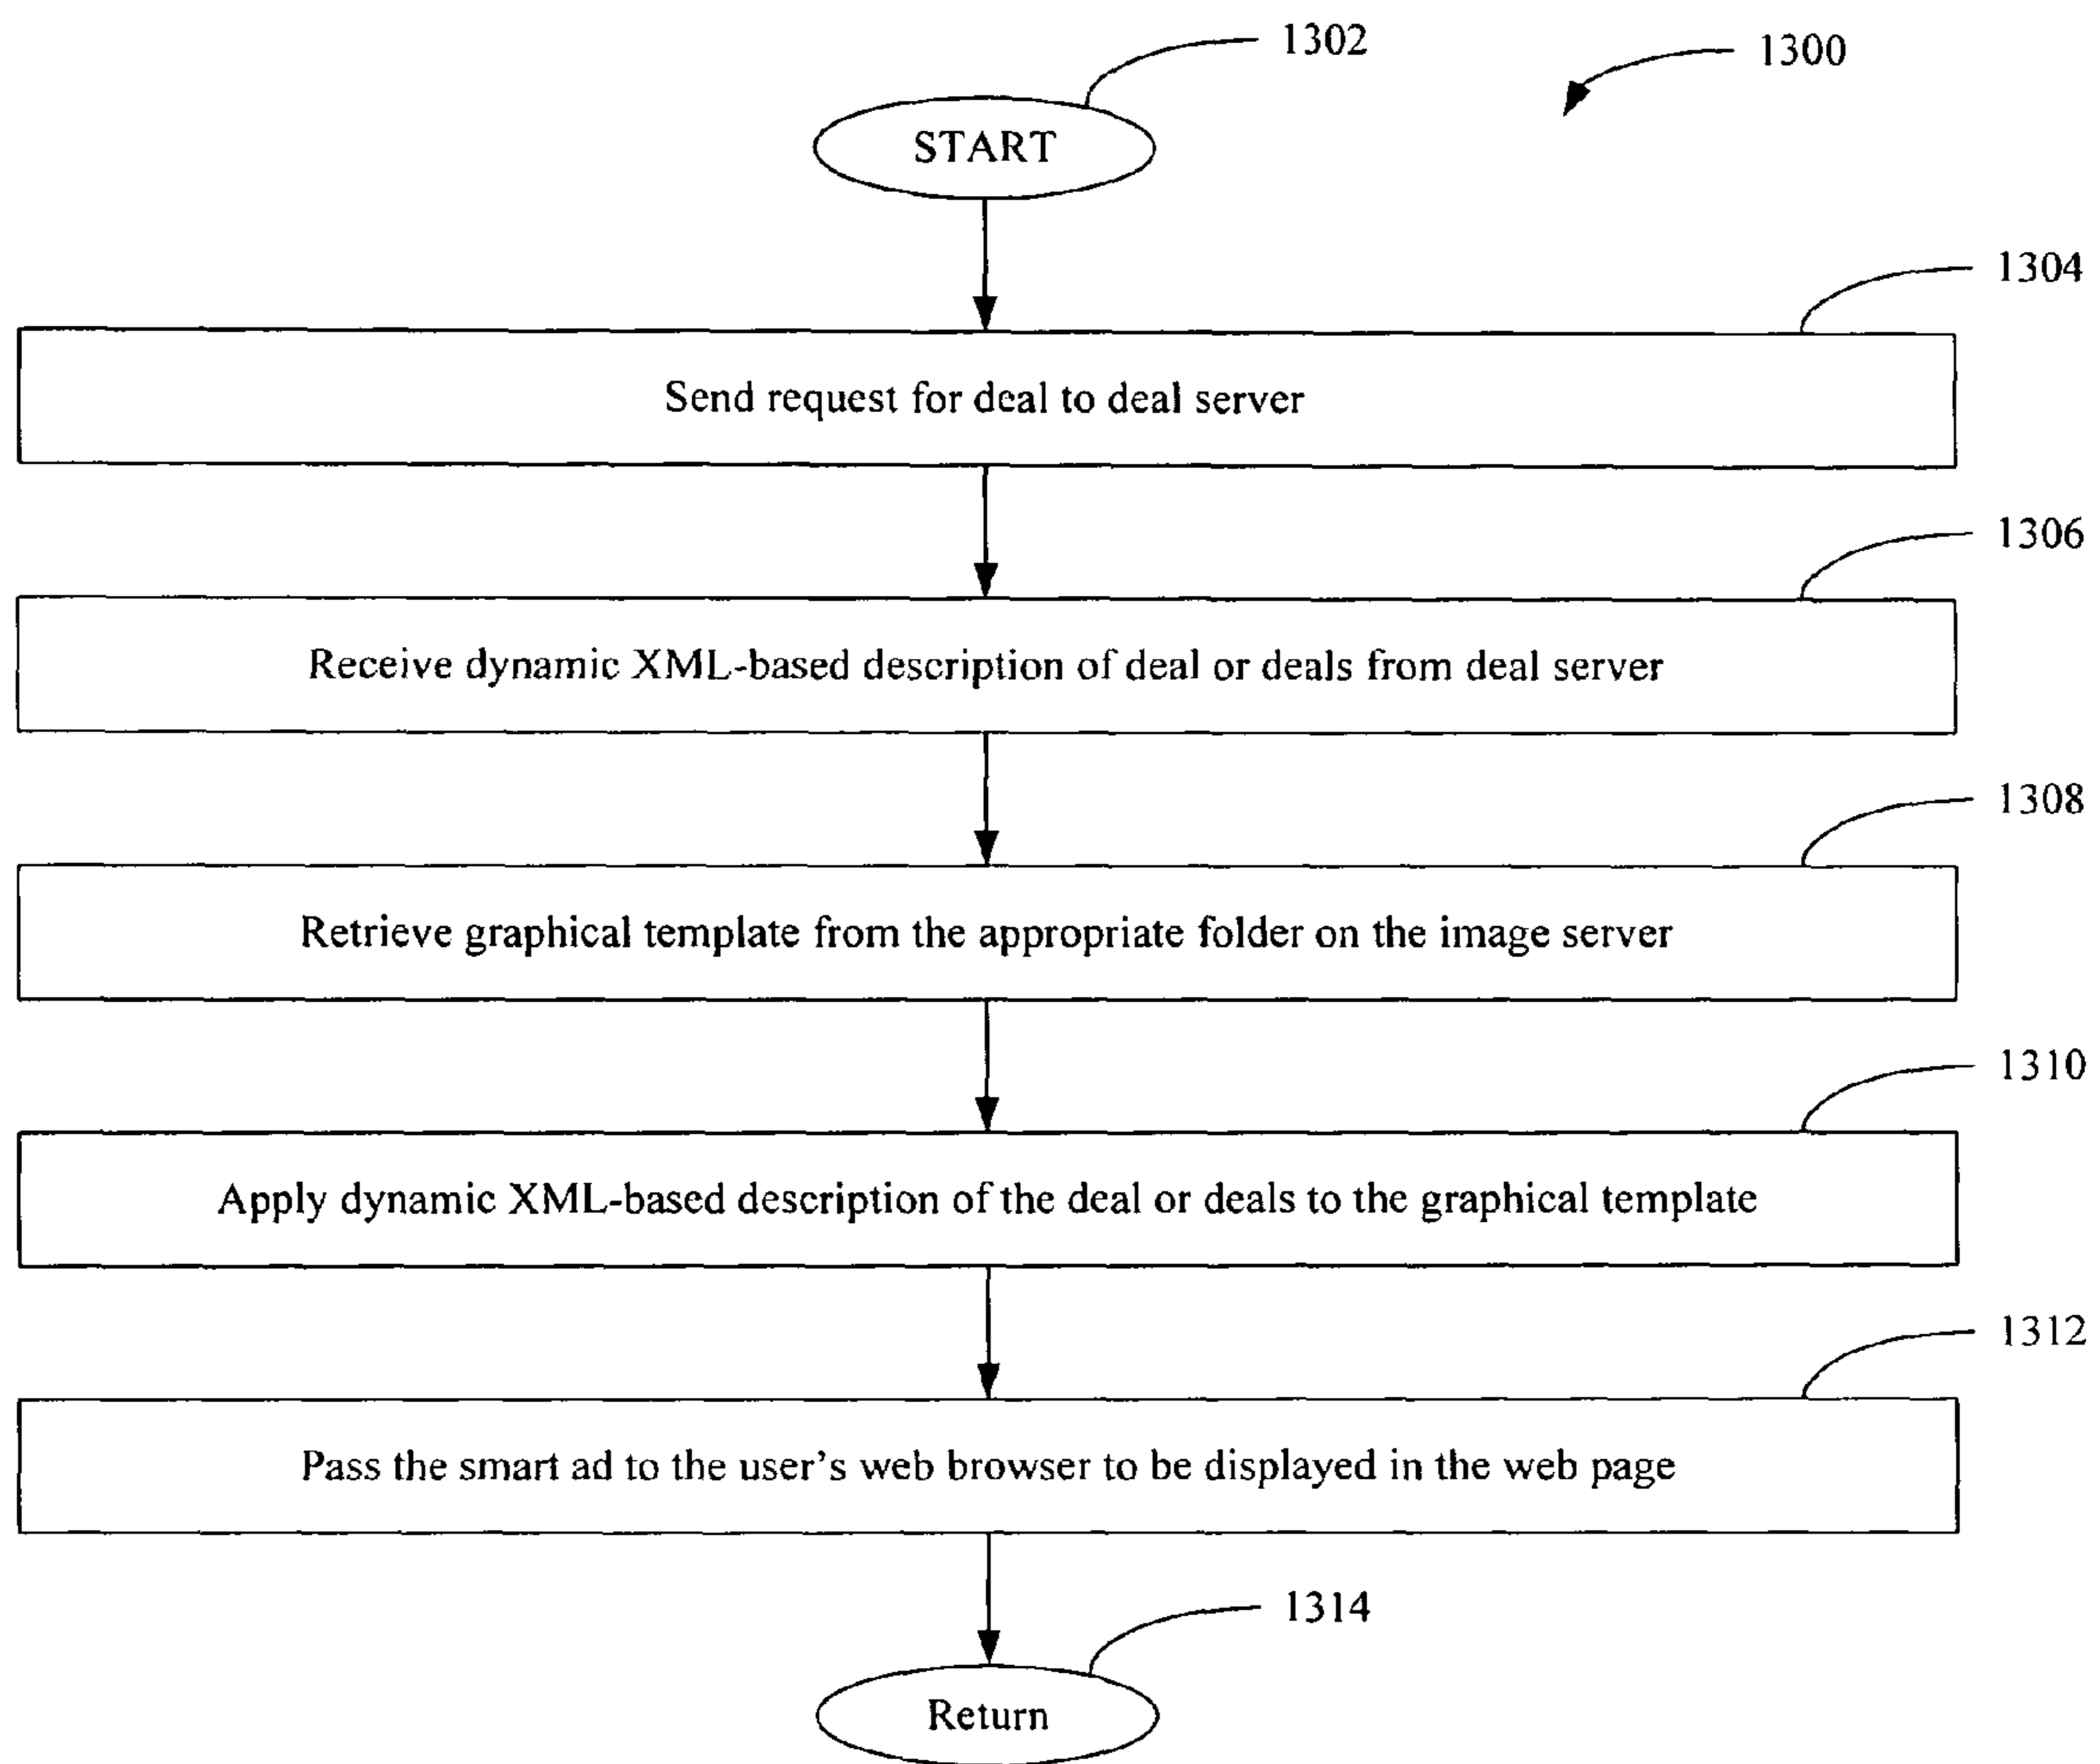 1302
1300
START
1304
Send request for deal to deal server
1306
Receive dynamic XML-based description of deal or deals from deal server
1308
Retrieve graphical template from the appropriate folder on the image server
1310
Apply dynamic XML-based description of the deal or deals to the graphical template
1312
Pass the smart ad to the user's web browser to be displayed in the web page
1314
Return